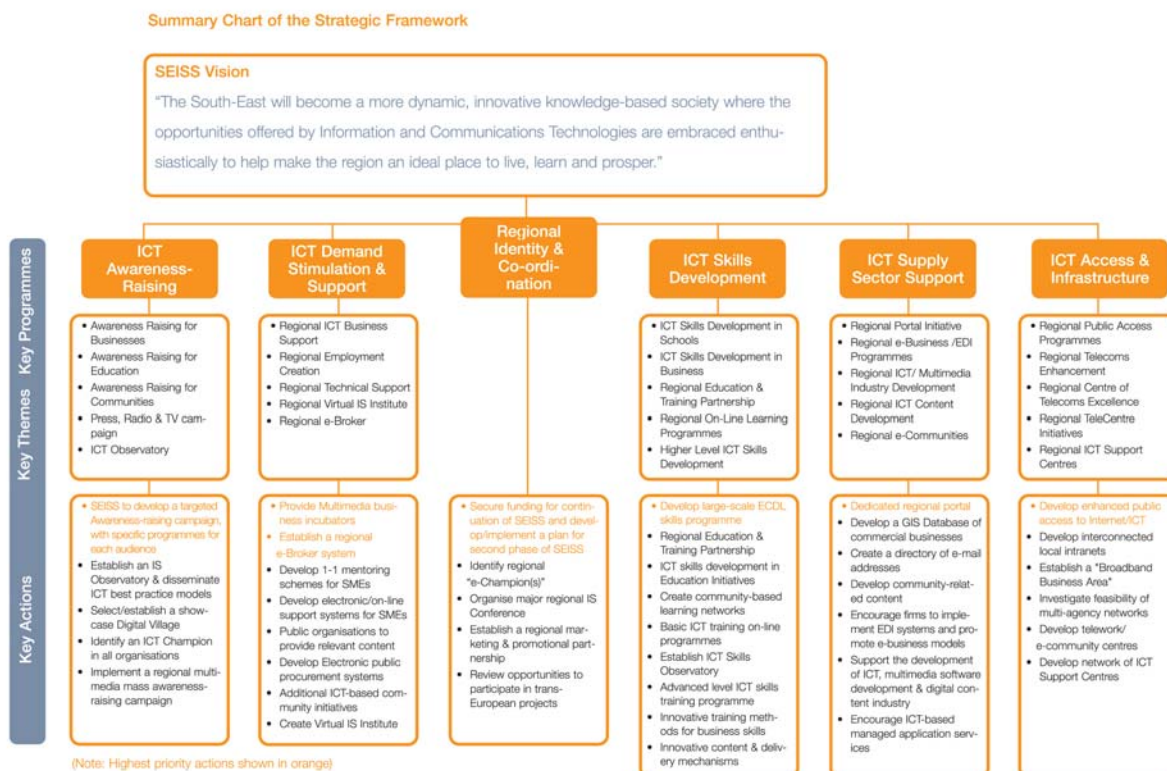 Summary Chart of the Strategic Framework
SEISS Vision
“The South-East will become a more dynamic, innovative knowledge-based society where the
opportunities offered by Information and Communications Technologies are embraced enthu-
siastically to help make the region an ideal place to live, learn and prosper.”
Key Programmes
ICT
Awareness-
Raising
ICT Demand
Stimulation &
Support
Regional
Identity &
Co-ordi-
nation
ICT Skills
Development
ICT Supply
Sector Support
ICT Access &
Infrastructure
Key Themes
• Awareness Raising for
Businesses
• Awareness Raising for
Education
• Awareness Raising for
Communities
• Press, Radio & TV cam-
paign
• ICT Observatory
• Regional ICT Business
Support
• Regional Employment
Creation
• Regional Technical Support
• Regional Virtual IS Institute
• Regional e-Broker
• ICT Skills Development in
Schools
• ICT Skills Development in
Business
• Regional Education &
Training Partnership
• Regional On-Line Learning
Programmes
• Higher Level ICT Skills
Development
• Regional Portal Initiative
• Regional e-Business /EDI
Programmes
• Regional ICT/ Multimedia
Industry Development
• Regional ICT Content
Development
• Regional e-Communities
• Regional Public Access
Programmes
• Regional Telecoms
Enhancement
• Regional Centre of
Telecoms Excellence
• Regional TeleCentre
Initiatives
• Regional ICT Support
Centres
Key Actions
• SEISS to develop a targeted
Awareness-raising campaign,
with specific programmes for
each audience
• Establish an IS
Observatory & disseminate
ICT best practice models
• Select/establish a show-
case Digital Village
• Identify an ICT Champion
in all organisations
• Implement a regional multi-
media mass awareness-
raising campaign
• Provide Multimedia busi-
ness incubators
• Establish a regional
e-Broker system
• Develop 1-1 mentoring
schemes for SMEs
• Develop electronic/on-line
support systems for SMEs
• Public organisations to
provide relevant content
• Develop Electronic public
procurement systems
• Additional ICT-based com-
munity initiatives
• Create Virtual IS Institute
• Secure funding for contin-
uation of SEISS and devel-
op/implement a plan for
second phase of SEISS
• Identify regional
"e-Champion(s)"
• Organise major regional IS
Conference
• Establish a regional mar-
keting & promotional part-
nership
• Review opportunities to
participate in trans-
European projects
• Develop large-scale ECDL
skills programme
• Regional Education &
Training Partnership
• ICT skills development in
Education Initiatives
• Create community-based
learning networks
• Basic ICT training on-line
programmes
• Establish ICT Skills
Observatory
• Advanced level ICT skills
training programme
• Innovative training meth-
ods for business skills
• Innovative content & deliv-
ery mechanisms
• Dedicated regional portal
• Develop a GIS Database of
commercial businesses
• Create a directory of e-mail
addresses
• Develop community-relat-
ed content
• Encourage firms to imple-
ment EDI systems and pro-
mote e-business models
• Support the development
of ICT, multimedia software
development & digital con-
tent industry
• Encourage ICT-based
managed application serv-
ices
• Develop enhanced public
access to Internet/ICT
• Develop interconnected
local intranets
• Establish a "Broadband
Business Area"
• Investigate feasibility of
multi-agency networks
• Develop telework/
e-community centres
• Develop network of ICT
Support Centres
(Note: Highest priority actions shown in orange)